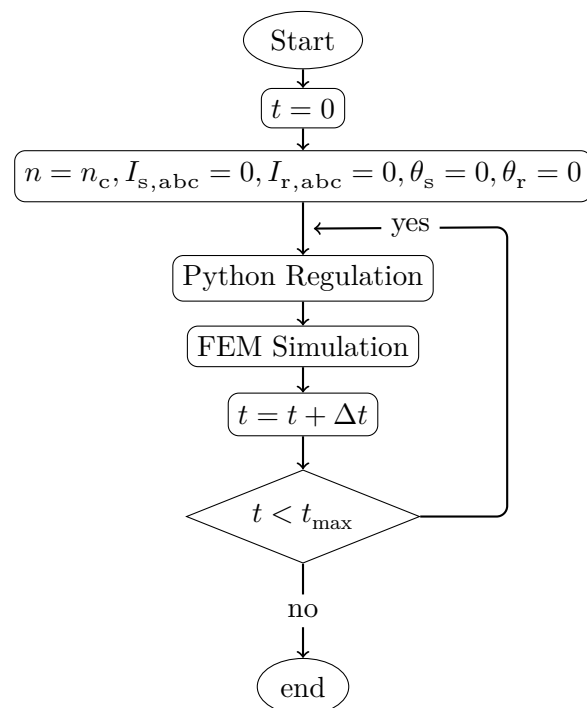 Start
t = 0
n = n_c, I_s,abc = 0, I_r,abc = 0, θ_s = 0, θ_r = 0
yes
Python Regulation
FEM Simulation
t = t + Δt
t < t_max
no
end